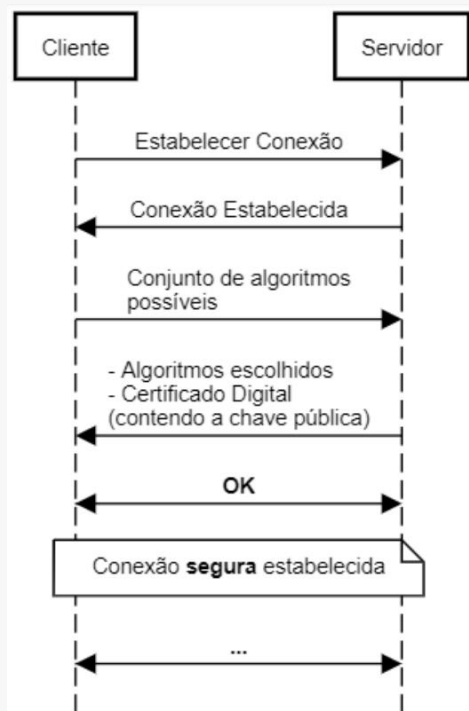 Cliente
Servidor
Estabelecer Conexão
Conexão Estabelecida
Conjunto de algoritmos
possíveis
- Algoritmos escolhidos
- Certificado Digital
(contendo a chave pública)
OK
Conexão segura estabelecida
...